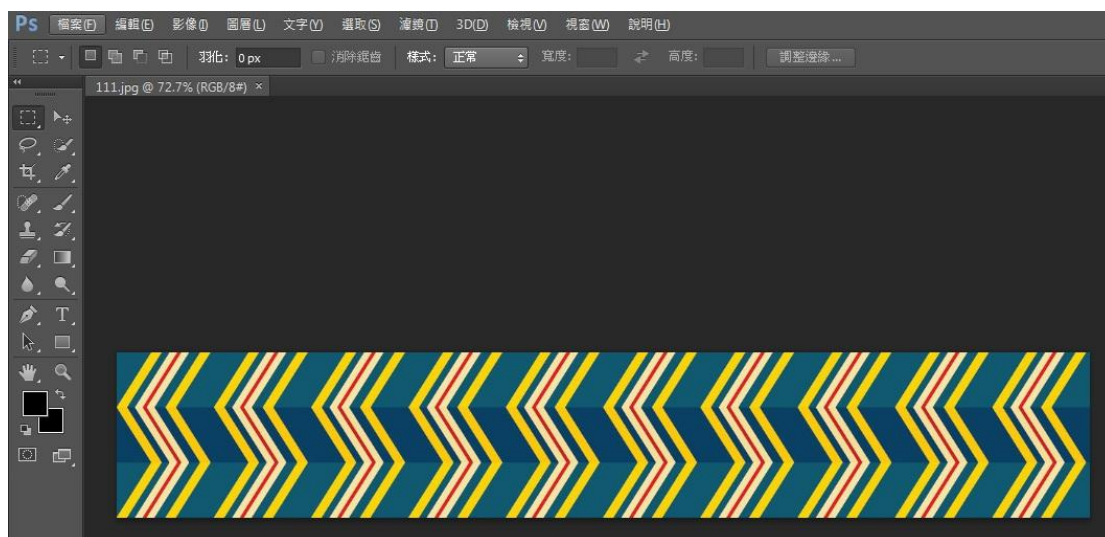 Ps 檔案(F) 編輯(E) 影像(I) 圖層(L) 文字(Y) 選取(S) 濾鏡(T) 3D(D) 檢視(V) 視窗(W) 說明(H)
羽化: 0 px 消除鋸齒 樣式: 正常 寬度: 高度: 調整邊緣...
111.jpg @ 72.7% (RGB/8#) ×
T